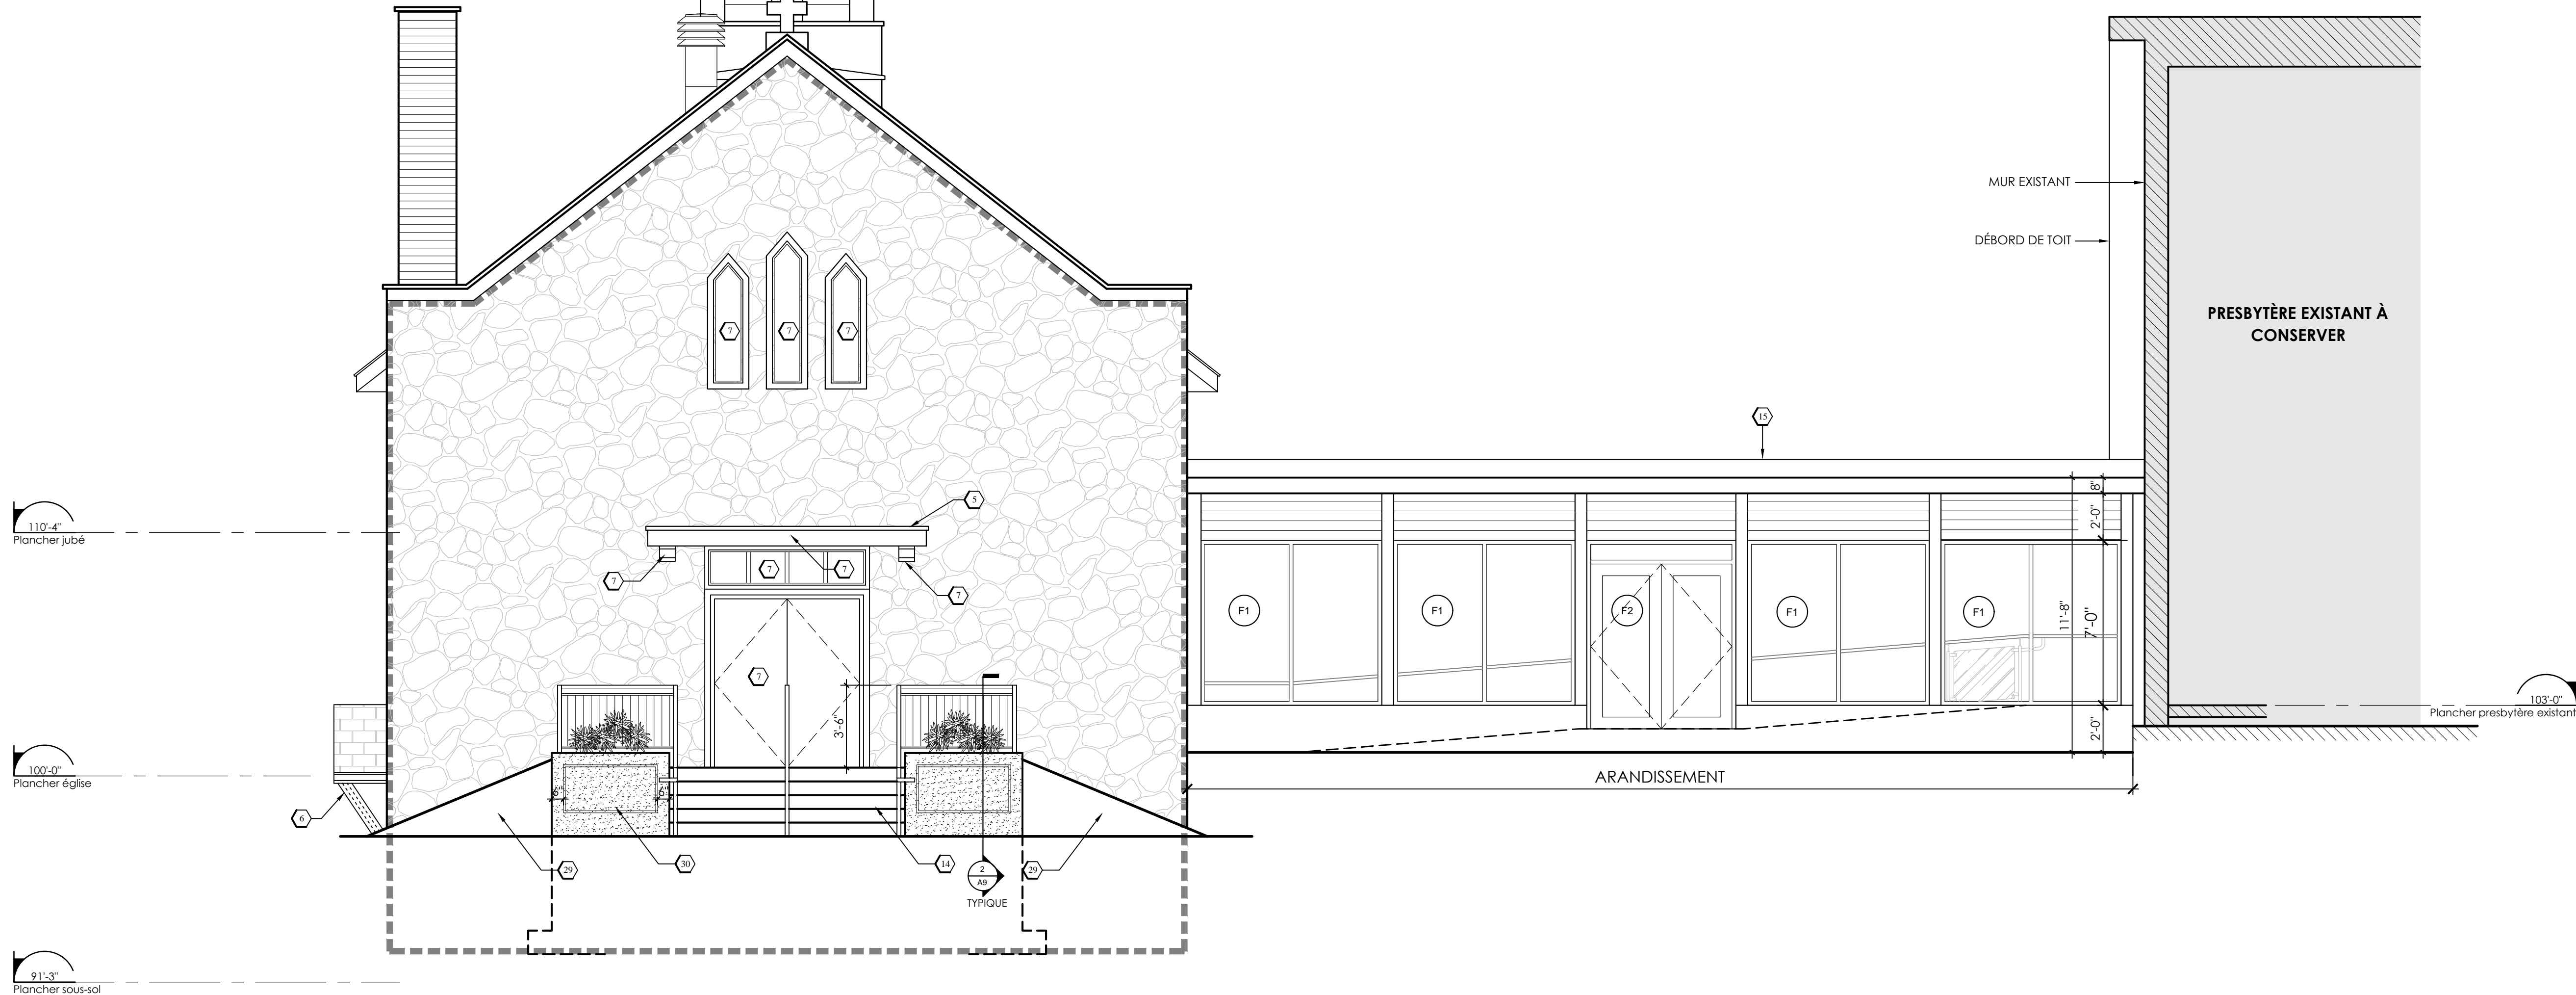 MUR EXISTANT
DÉBORD DE TOIT
PRESBYTÈRE EXISTANT À
CONSERVER
7
7
7
15
5
110'-4"
Plancher jubé
8"
2'-0"
7
7
7
7
F1
F1
F2
F1
F1
11'-8"
7'-0"
7
3'-6"
103'-0"
Plancher presbytère existant
2'-0"
100'-0"
Plancher église
ARANDISSEMENT
6"
6"
6
29
30
14
2
A9
TYPIQUE
29
91'-3"
Plancher sous-sol